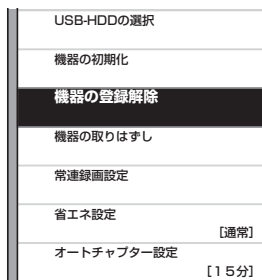 USB-HDDの選択
機器の初期化
機器の登録解除
機器の取りはずし
常連録画設定
省エネ設定
[通常]
オートチャプター設定
[15分]